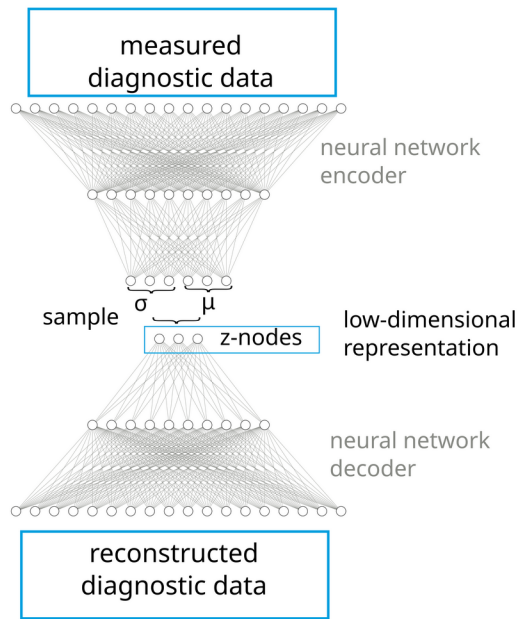 measured
diagnostic data
neural network
encoder
σ
μ
sample
z-nodes
low-dimensional
representation
neural network
decoder
reconstructed
diagnostic data